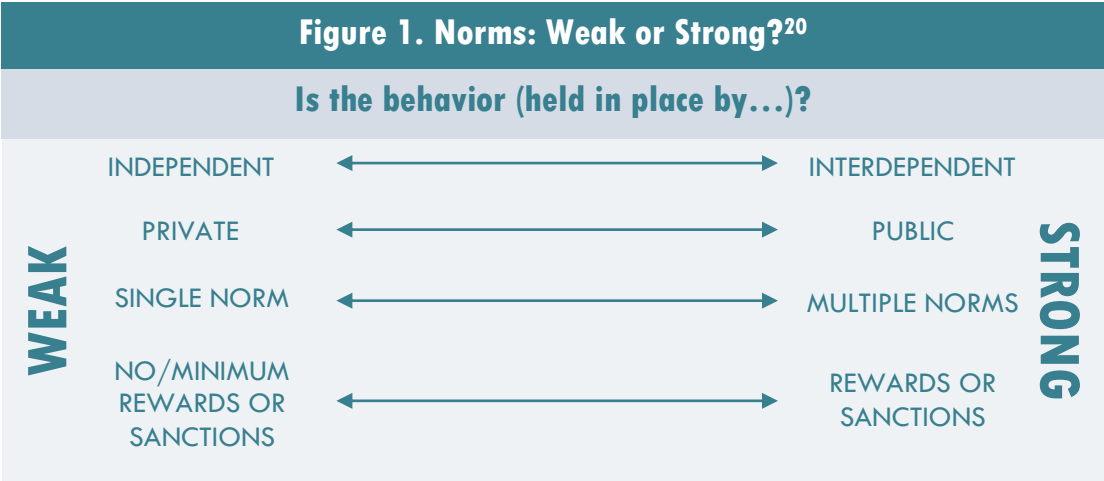 Figure 1. Norms: Weak or Strong?20
Is the behavior (held in place by…)?
WEAK
INDEPENDENT
INTERDEPENDENT
PRIVATE
PUBLIC
SINGLE NORM
MULTIPLE NORMS
NO/MINIMUM
REWARDS OR
SANCTIONS
REWARDS OR
SANCTIONS
STRONG